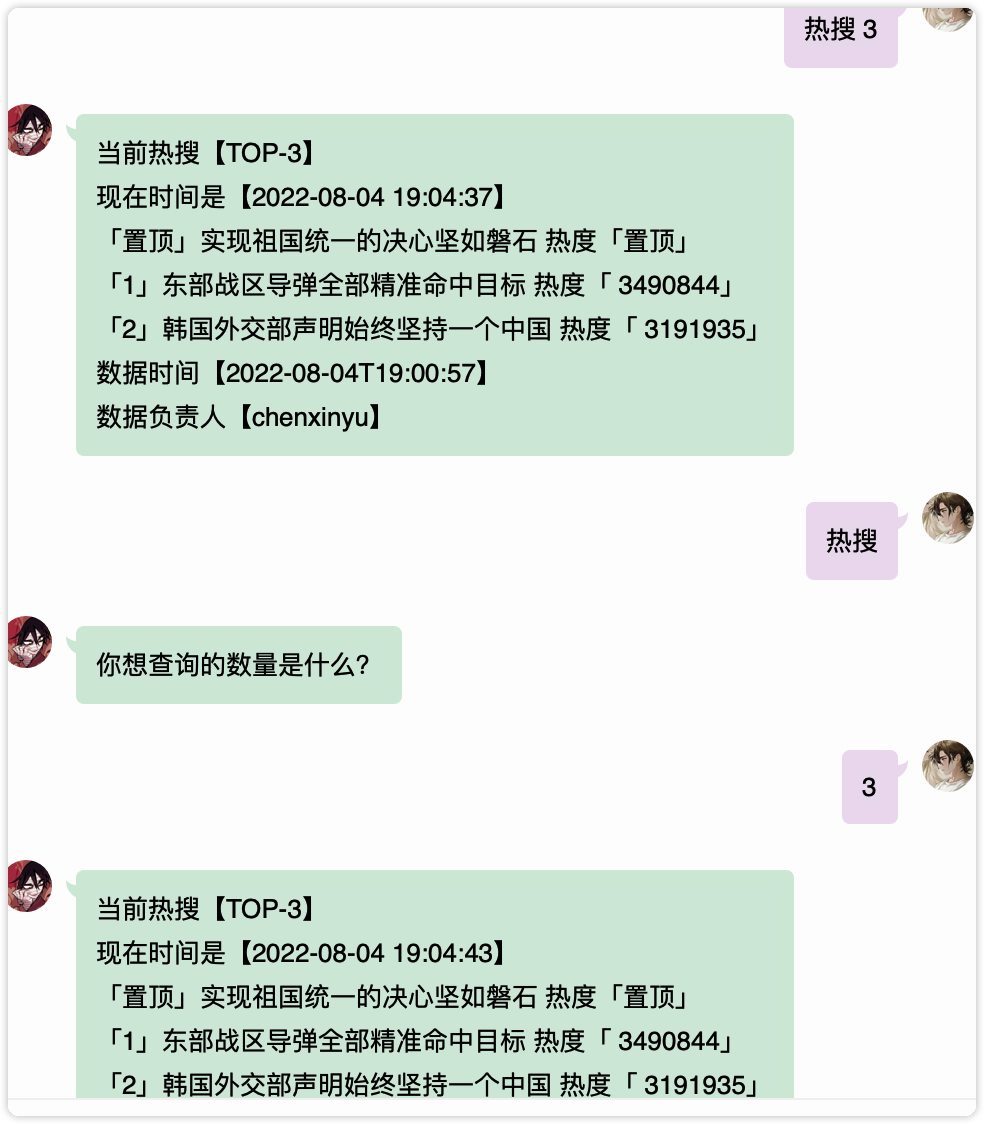 热搜 3
当前热搜【TOP-3】
现在时间是【2022-08-04 19:04:37】
「置顶」实现祖国统一的决心坚如磐石 热度「置顶」
「1」东部战区导弹全部精准命中目标 热度「 3490844」
「2」韩国外交部声明始终坚持一个中国 热度「 3191935」
数据时间【2022-08-04T19:00:57】
数据负责人【chenxinyu】
热搜
你想查询的数量是什么?
3
当前热搜【TOP-3】
现在时间是【2022-08-04 19:04:43】
「置顶」实现祖国统一的决心坚如磐石 热度「置顶」
「1」东部战区导弹全部精准命中目标 热度「 3490844」
「2」韩国外交部声明始终坚持一个中国 热度「 3191935」